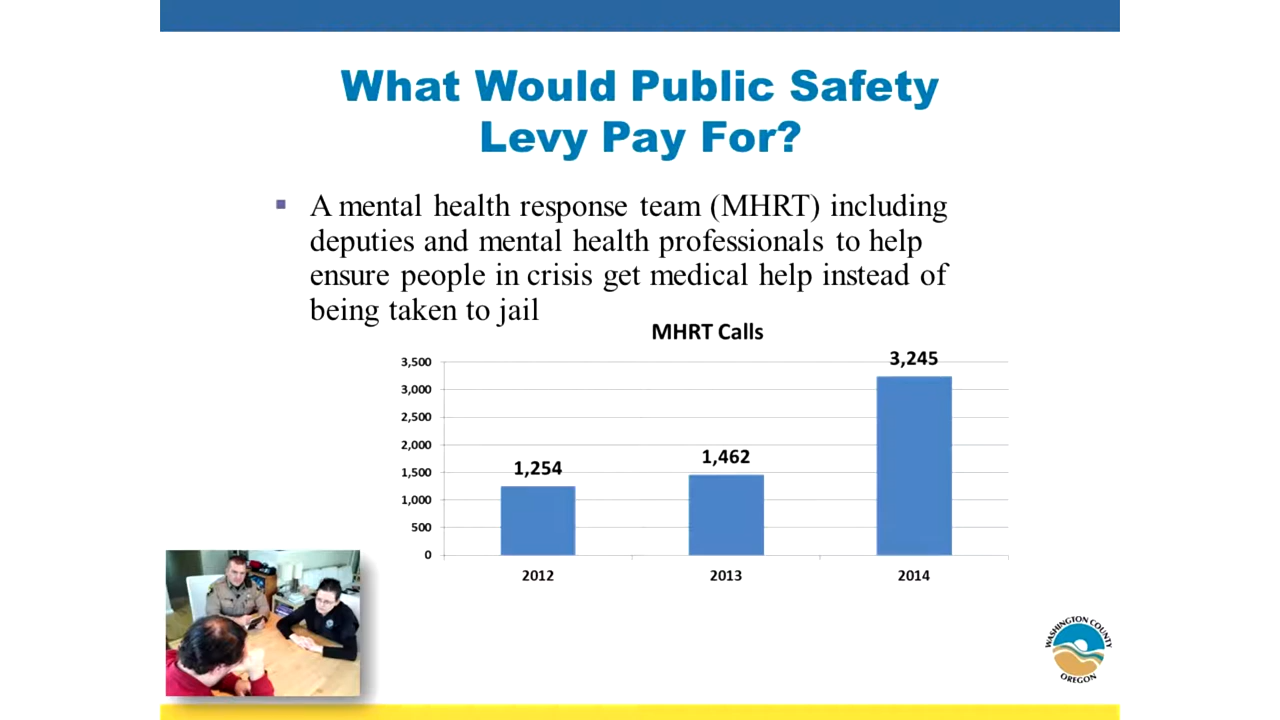 What Would Public Safety
Levy Pay For?
▪ A mental health response team (MHRT) including
deputies and mental health professionals to help
ensure people in crisis get medical help instead of
being taken to jail
MHRT Calls
3,500
3,000
2,500
2,000
1,500
1,000
500
0
1,254
1,462
3,245
2012
2013
2014
WASHINGTON COUNTY
OREGON